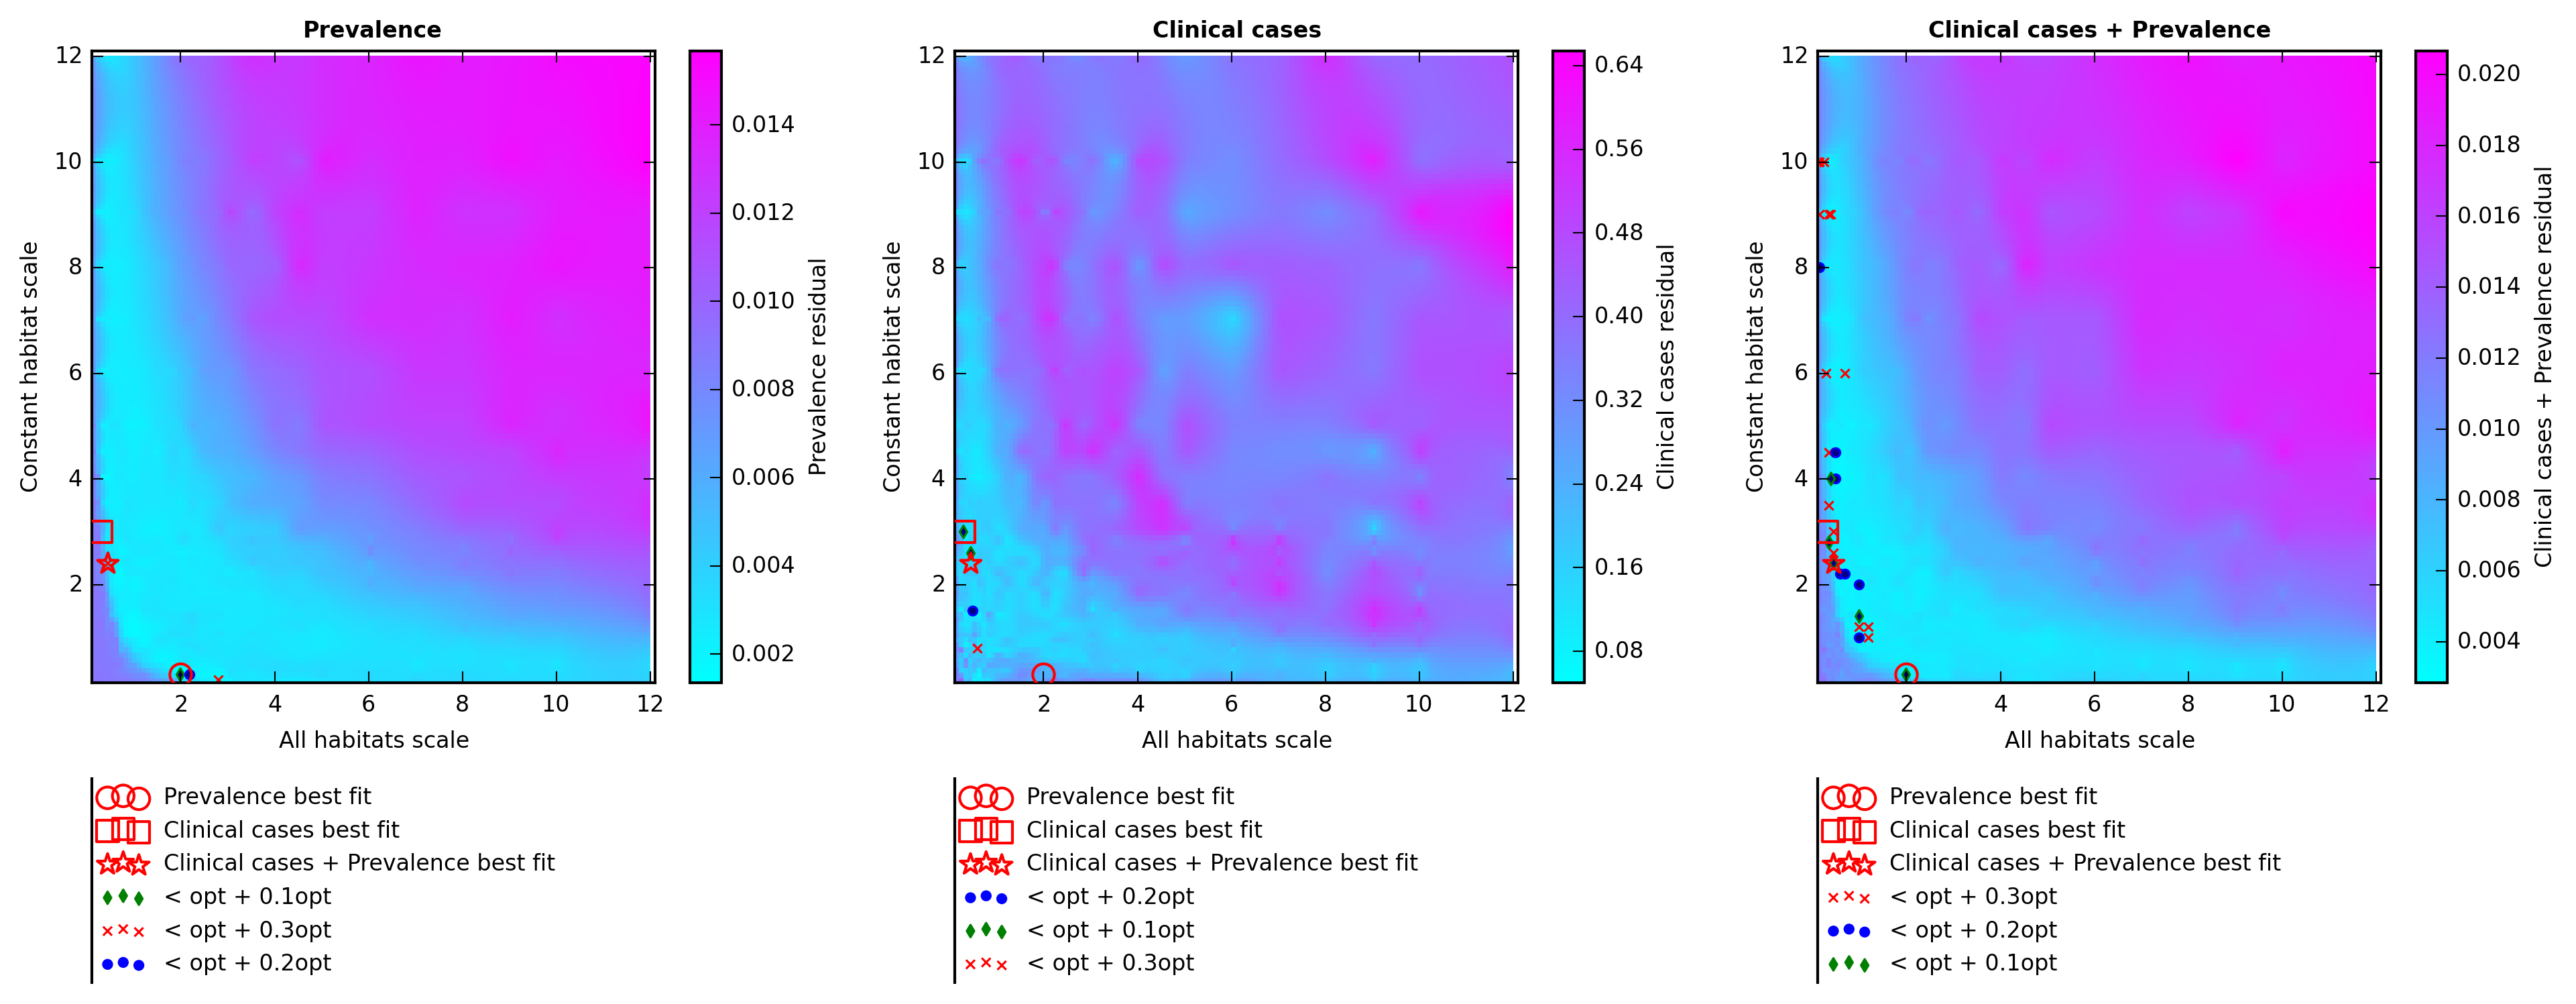 Prevalence
12
10
8
6
4
2
Constant habitat scale
2 4 6 8 10 12
All habitats scale
0.014
0.012
0.010
0.008
0.006
0.004
0.002
Prevalence residual
Prevalence best fit
Clinical cases best fit
Clinical cases + Prevalence best fit
< opt + 0.1opt
< opt + 0.3opt
< opt + 0.2opt
Clinical cases
12
10
8
6
4
2
Constant habitat scale
2 4 6 8 10 12
All habitats scale
0.64
0.56
0.48
0.40
0.32
0.24
0.16
0.08
Clinical cases residual
Prevalence best fit
Clinical cases best fit
Clinical cases + Prevalence best fit
< opt + 0.2opt
< opt + 0.1opt
< opt + 0.3opt
Clinical cases + Prevalence
12
10
8
6
4
2
Constant habitat scale
2 4 6 8 10 12
All habitats scale
0.020
0.018
0.016
0.014
0.012
0.010
0.008
0.006
0.004
Clinical cases + Prevalence residual
Prevalence best fit
Clinical cases best fit
Clinical cases + Prevalence best fit
< opt + 0.3opt
< opt + 0.2opt
< opt + 0.1opt